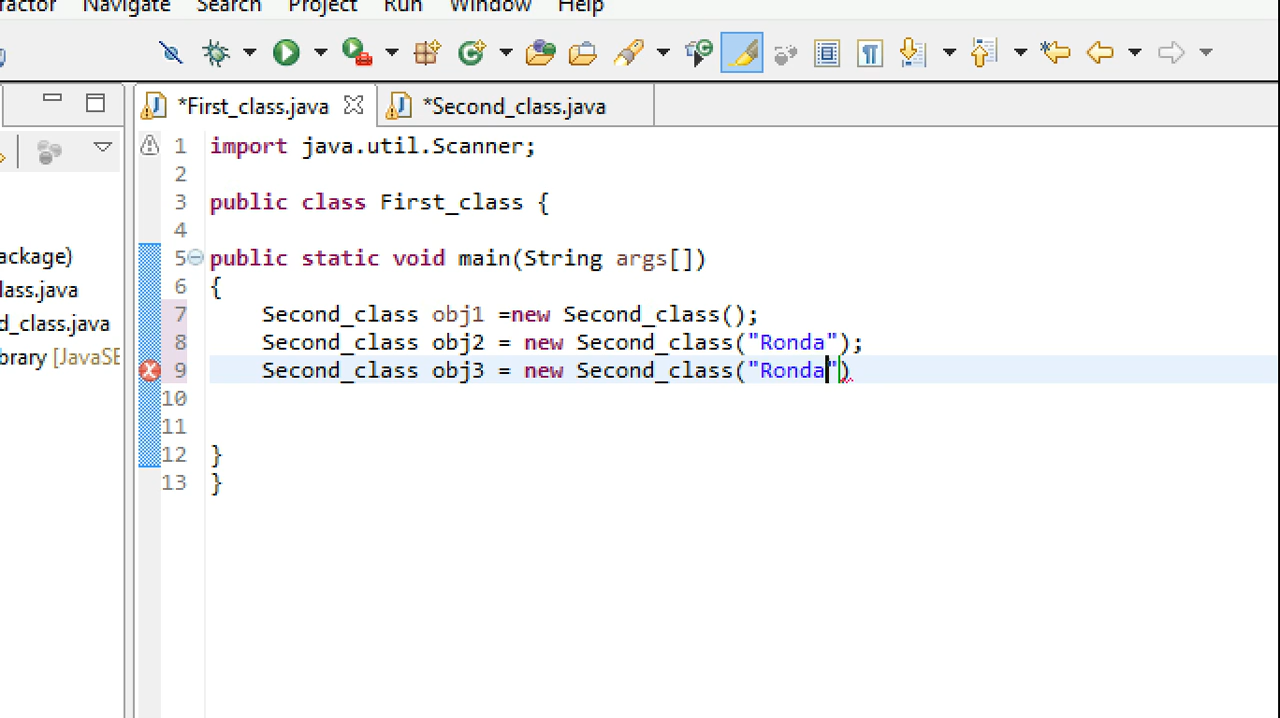 factor Navigate Search Project Run Window Help
*First_class.java *Second_class.java
ackage)
lass.java
d_class.java
brary [JavaSE
1 import java.util.Scanner;
2
3 public class First_class {
4
5 public static void main(String args[])
6 {
7 Second_class obj1 =new Second_class();
8 Second_class obj2 = new Second_class("Ronda");
9 Second_class obj3 = new Second_class("Ronda")
10
11
12 }
13 }